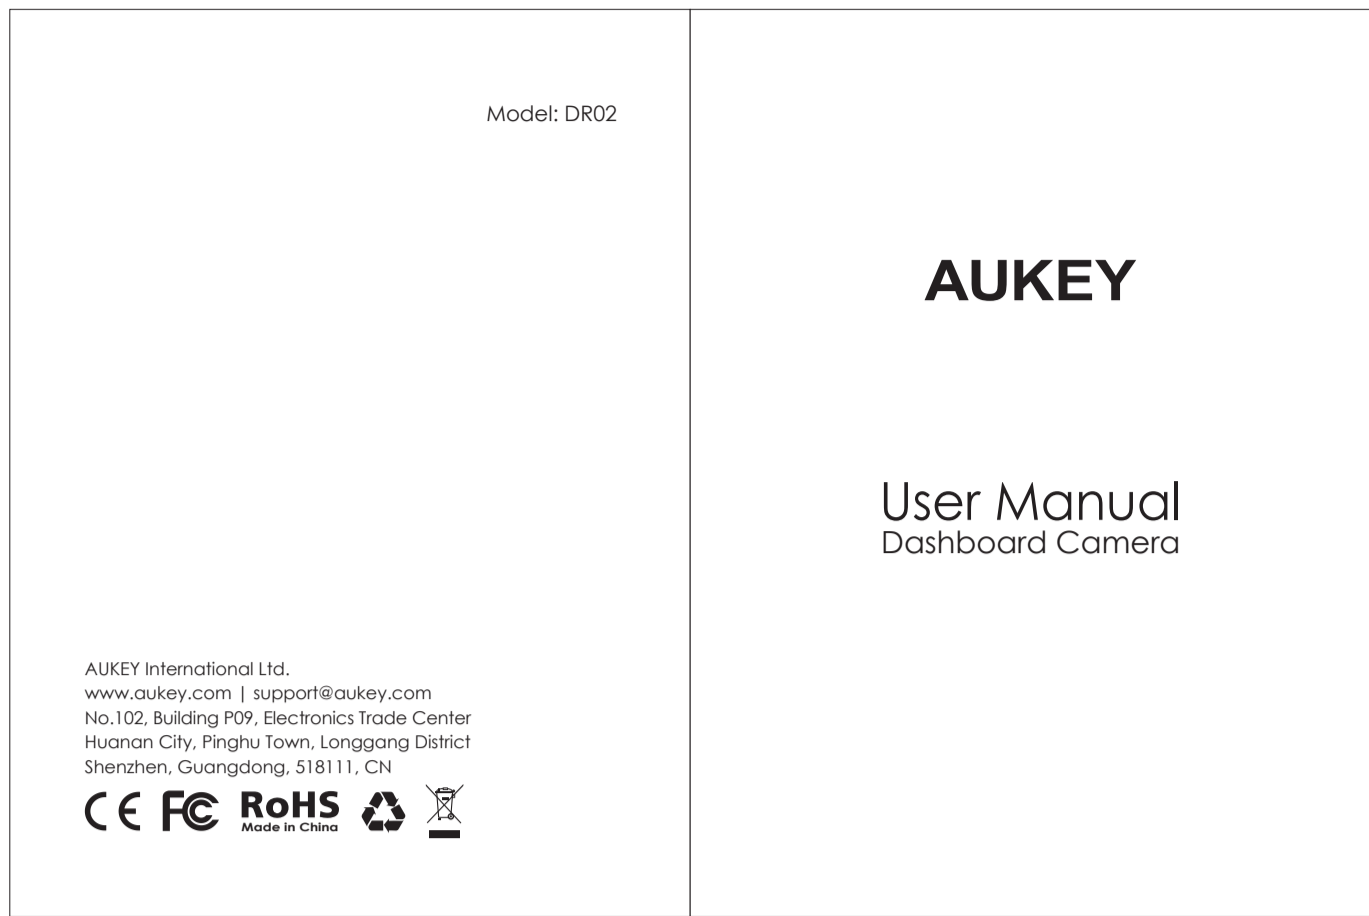 Model: DR02
AUKEY International Ltd.
www.aukey.com | support@aukey.com
No.102, Building P09, Electronics Trade Center
Huanan City, Pinghu Town, Longgang District
Shenzhen, Guangdong, 518111, CN
CE FC RoHS
Made in China
AUKEY
User Manual
Dashboard Camera